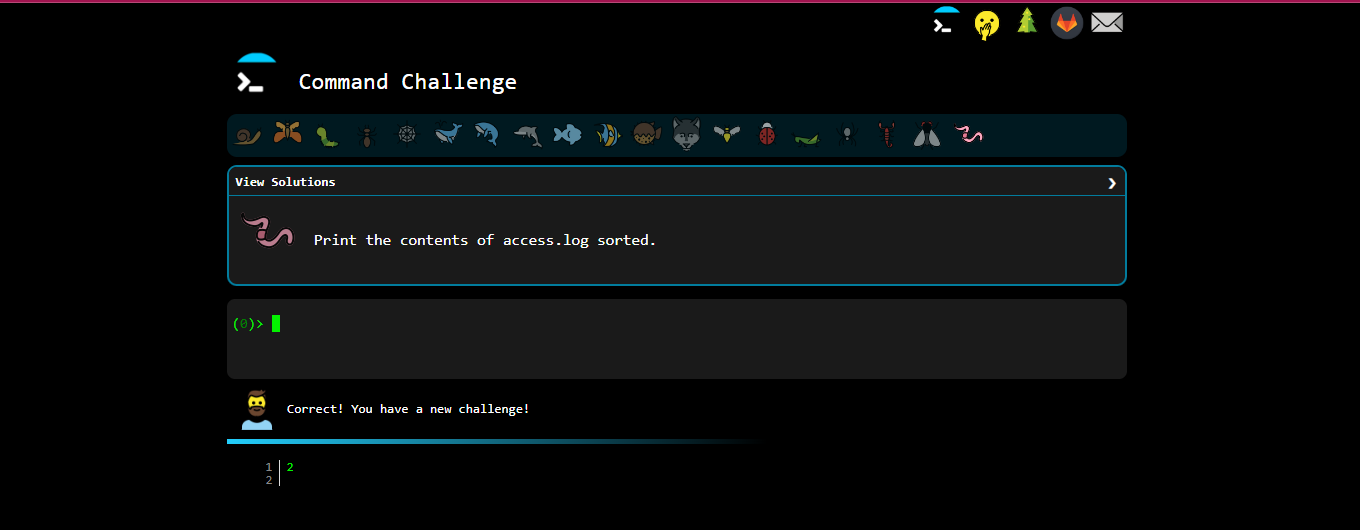 Command Challenge
View Solutions
Print the contents of access.log sorted.
(0)>
Correct! You have a new challenge!
1 2
2